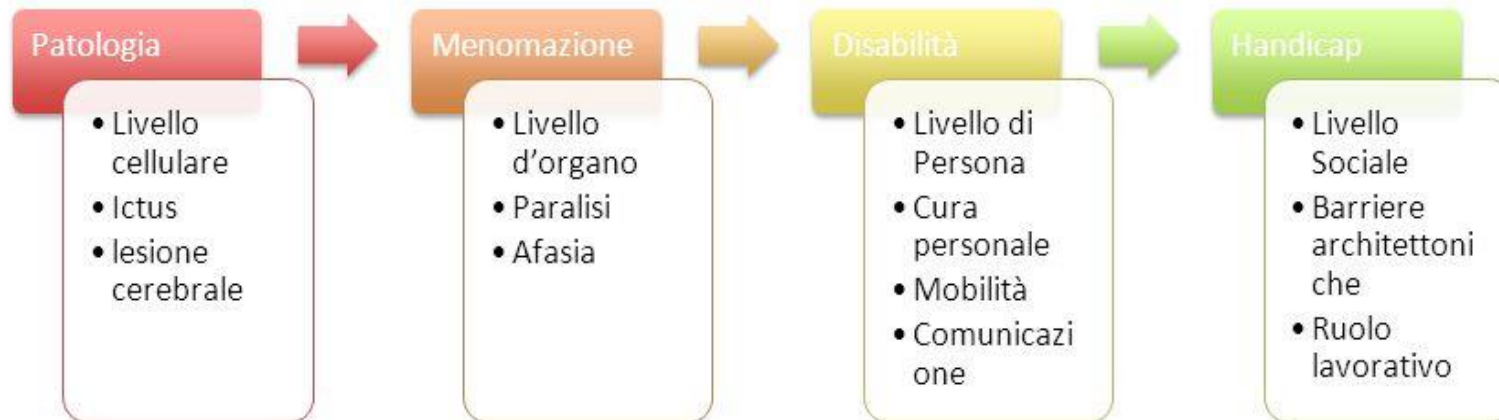 Patologia
• Livello
cellulare
• Ictus
• lesione
cerebrale
Menomazione
• Livello
d'organo
• Paralisi
• Afasia
Disabilità
• Livello di
Persona
• Cura
personale
• Mobilità
• Comunicazi
one
Handicap
• Livello
Sociale
• Barriere
architettoni
che
• Ruolo
lavorativo